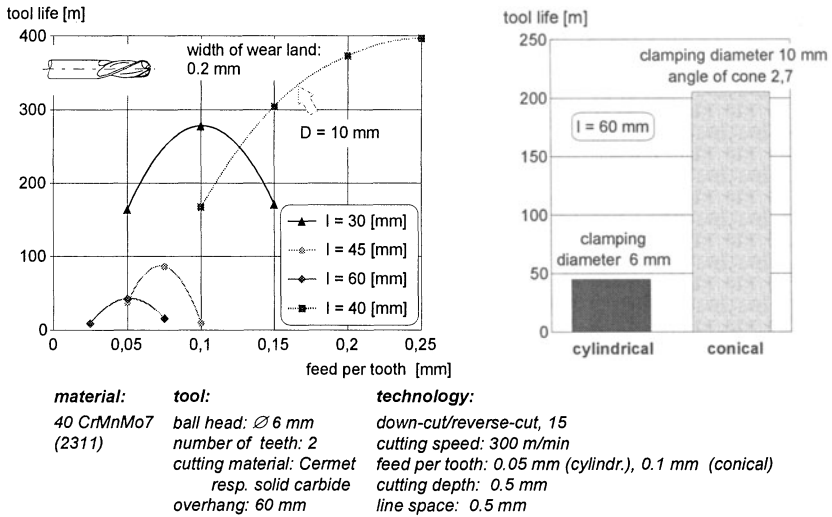 tool life [m]
400
300
200
100
0
width of wear land:
0.2 mm
D = 10 mm
l = 30 [mm]
l = 45 [mm]
l = 60 [mm]
l = 40 [mm]
0
0,05
0,1
0,15
0,2
0,25
feed per tooth [mm]
tool life [m]
250
200
150
100
50
0
clamping diameter 10 mm
angle of cone 2,7
l = 60 mm
clamping
diameter 6 mm
cylindrical
conical
material:
40 CrMnMo7
(2311)
tool:
ball head: ∅ 6 mm
number of teeth: 2
cutting material: Cermet
resp. solid carbide
overhang: 60 mm
technology:
down-cut/reverse-cut, 15
cutting speed: 300 m/min
feed per tooth: 0.05 mm (cylindr.), 0.1 mm (conical)
cutting depth: 0.5 mm
line space: 0.5 mm